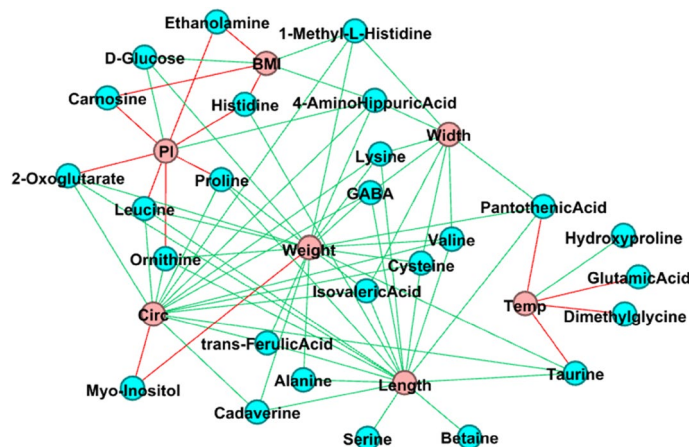 Ethanolamine
1-Methyl-L-Histidine
D-Glucose
BMI
Carnosine
Histidine
4-AminoHippuricAcid
Width
PI
Lysine
2-Oxoglutarate
Proline
GABA
Leucine
PantothenicAcid
Hydroxyproline
Weight
Valine
Ornithine
Cysteine
GlutamicAcid
IsovalericAcid
Temp
Circ
Dimethylglycine
trans-FerulicAcid
Taurine
Myo-Inositol
Alanine
Length
Cadaverine
Serine
Betaine